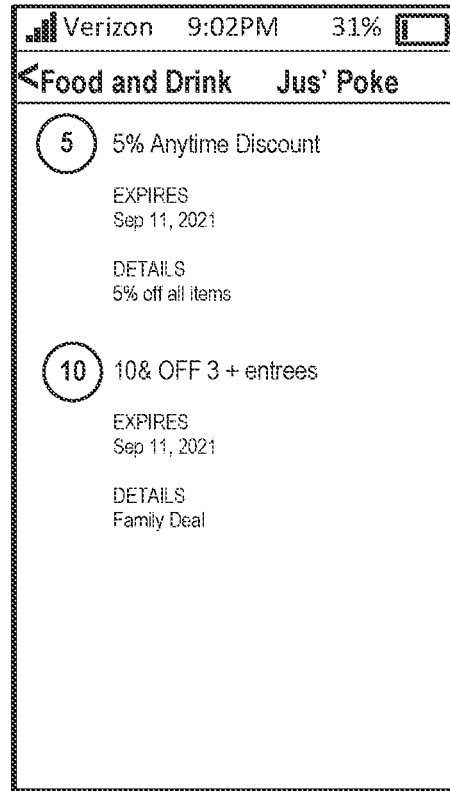 Verizon 9:02PM 31%
<Food and Drink Jus' Poke
5 5% Anytime Discount
EXPIRES
Sep 11, 2021
DETAILS
5% off all items
10 10& OFF 3 + entrees
EXPIRES
Sep 11, 2021
DETAILS
Family Deal